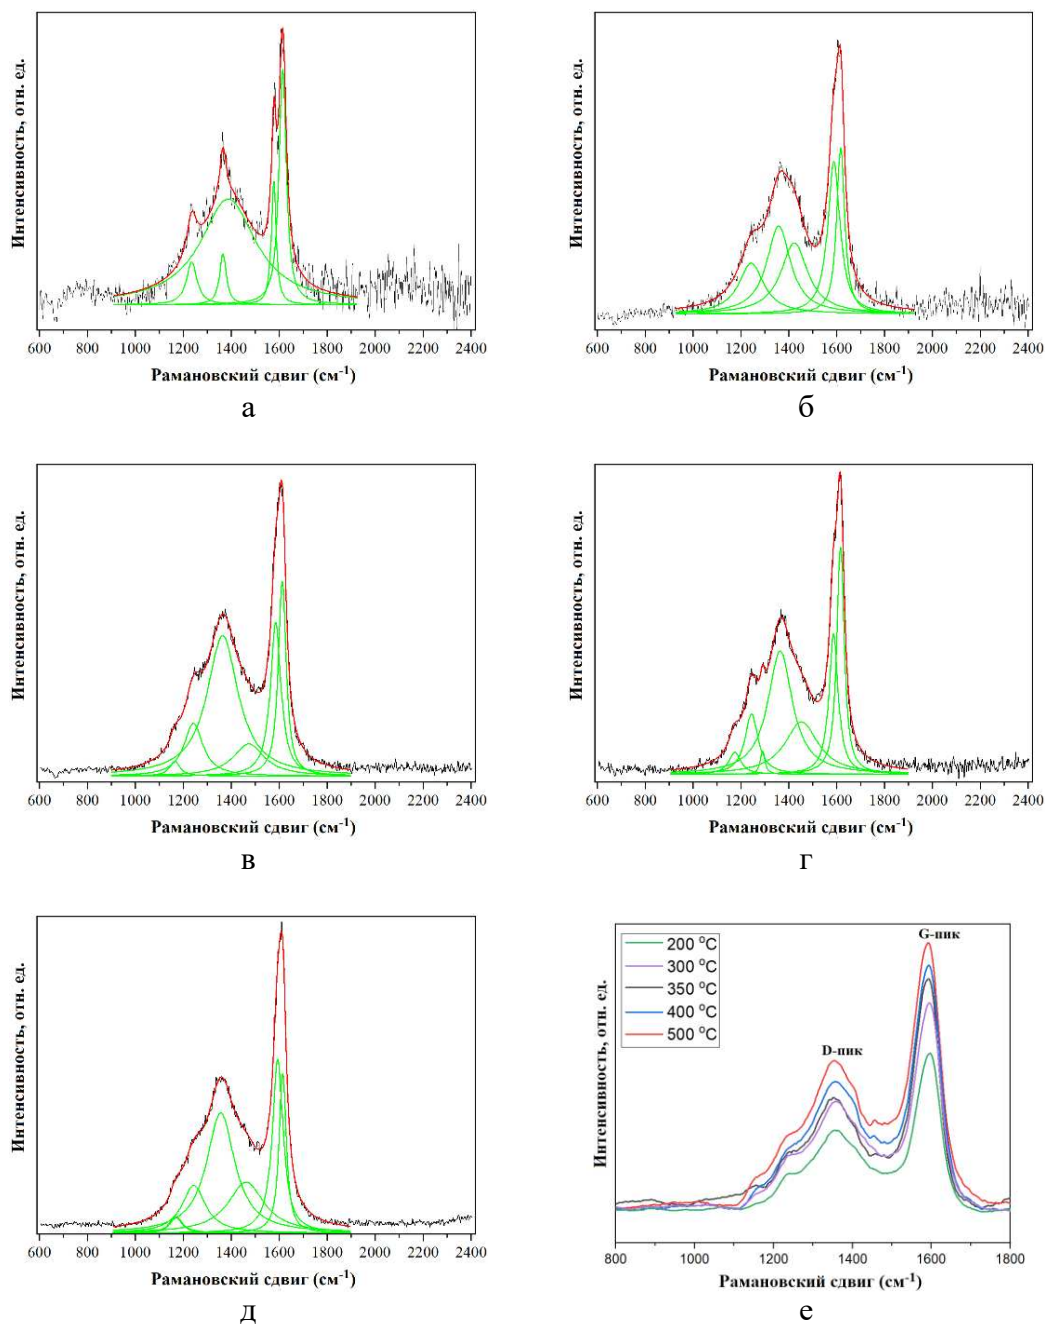 Интенсивность, отн. ед.
600 800 1000 1200 1400 1600 1800 2000 2200 2400
Рамановский сдвиг (см-1)
а
Интенсивность, отн. ед.
600 800 1000 1200 1400 1600 1800 2000 2200 2400
Рамановский сдвиг (см-1)
б
Интенсивность, отн. ед.
600 800 1000 1200 1400 1600 1800 2000 2200 2400
Рамановский сдвиг (см-1)
в
Интенсивность, отн. ед.
600 800 1000 1200 1400 1600 1800 2000 2200 2400
Рамановский сдвиг (см-1)
г
Интенсивность, отн. ед.
600 800 1000 1200 1400 1600 1800 2000 2200 2400
Рамановский сдвиг (см-1)
д
Интенсивность, отн. ед.
200 °C
300 °C
350 °C
400 °C
500 °C
G-пик
D-пик
800 1000 1200 1400 1600 1800
Рамановский сдвиг (см-1)
е